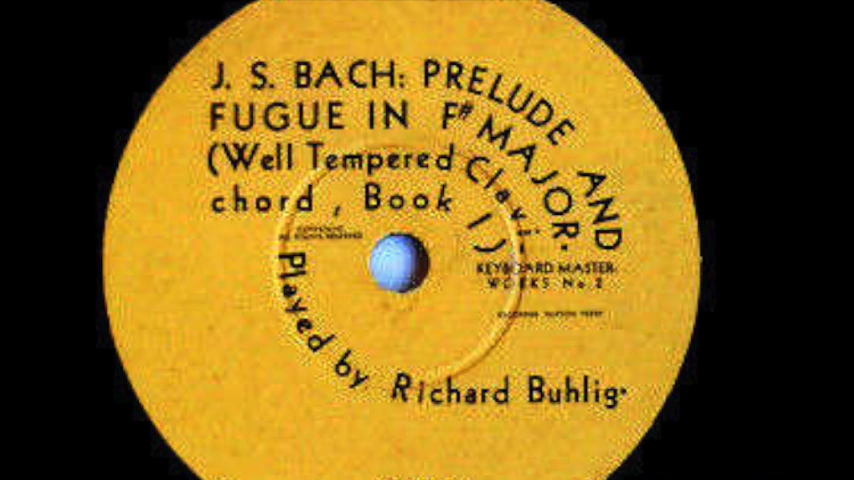 J. S. BACH: PRELUDE AND
FUGUE IN F# MAJOR.
(Well Tempered Clavi-
chord, Book I)
KEYBOARD MASTER-
WORKS No. 2
Played by Richard Buhlig.